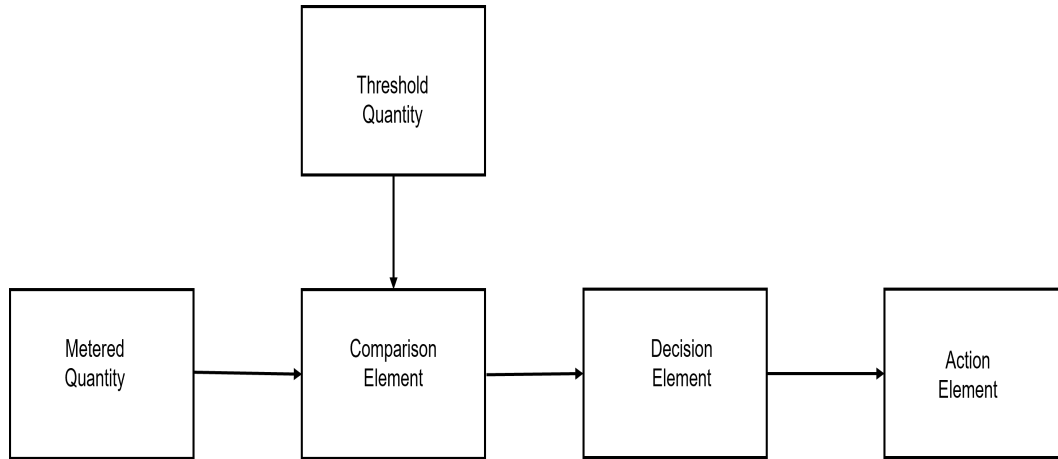 Threshold
Quantity
Metered
Quantity
Comparison
Element
Decision
Element
Action
Element